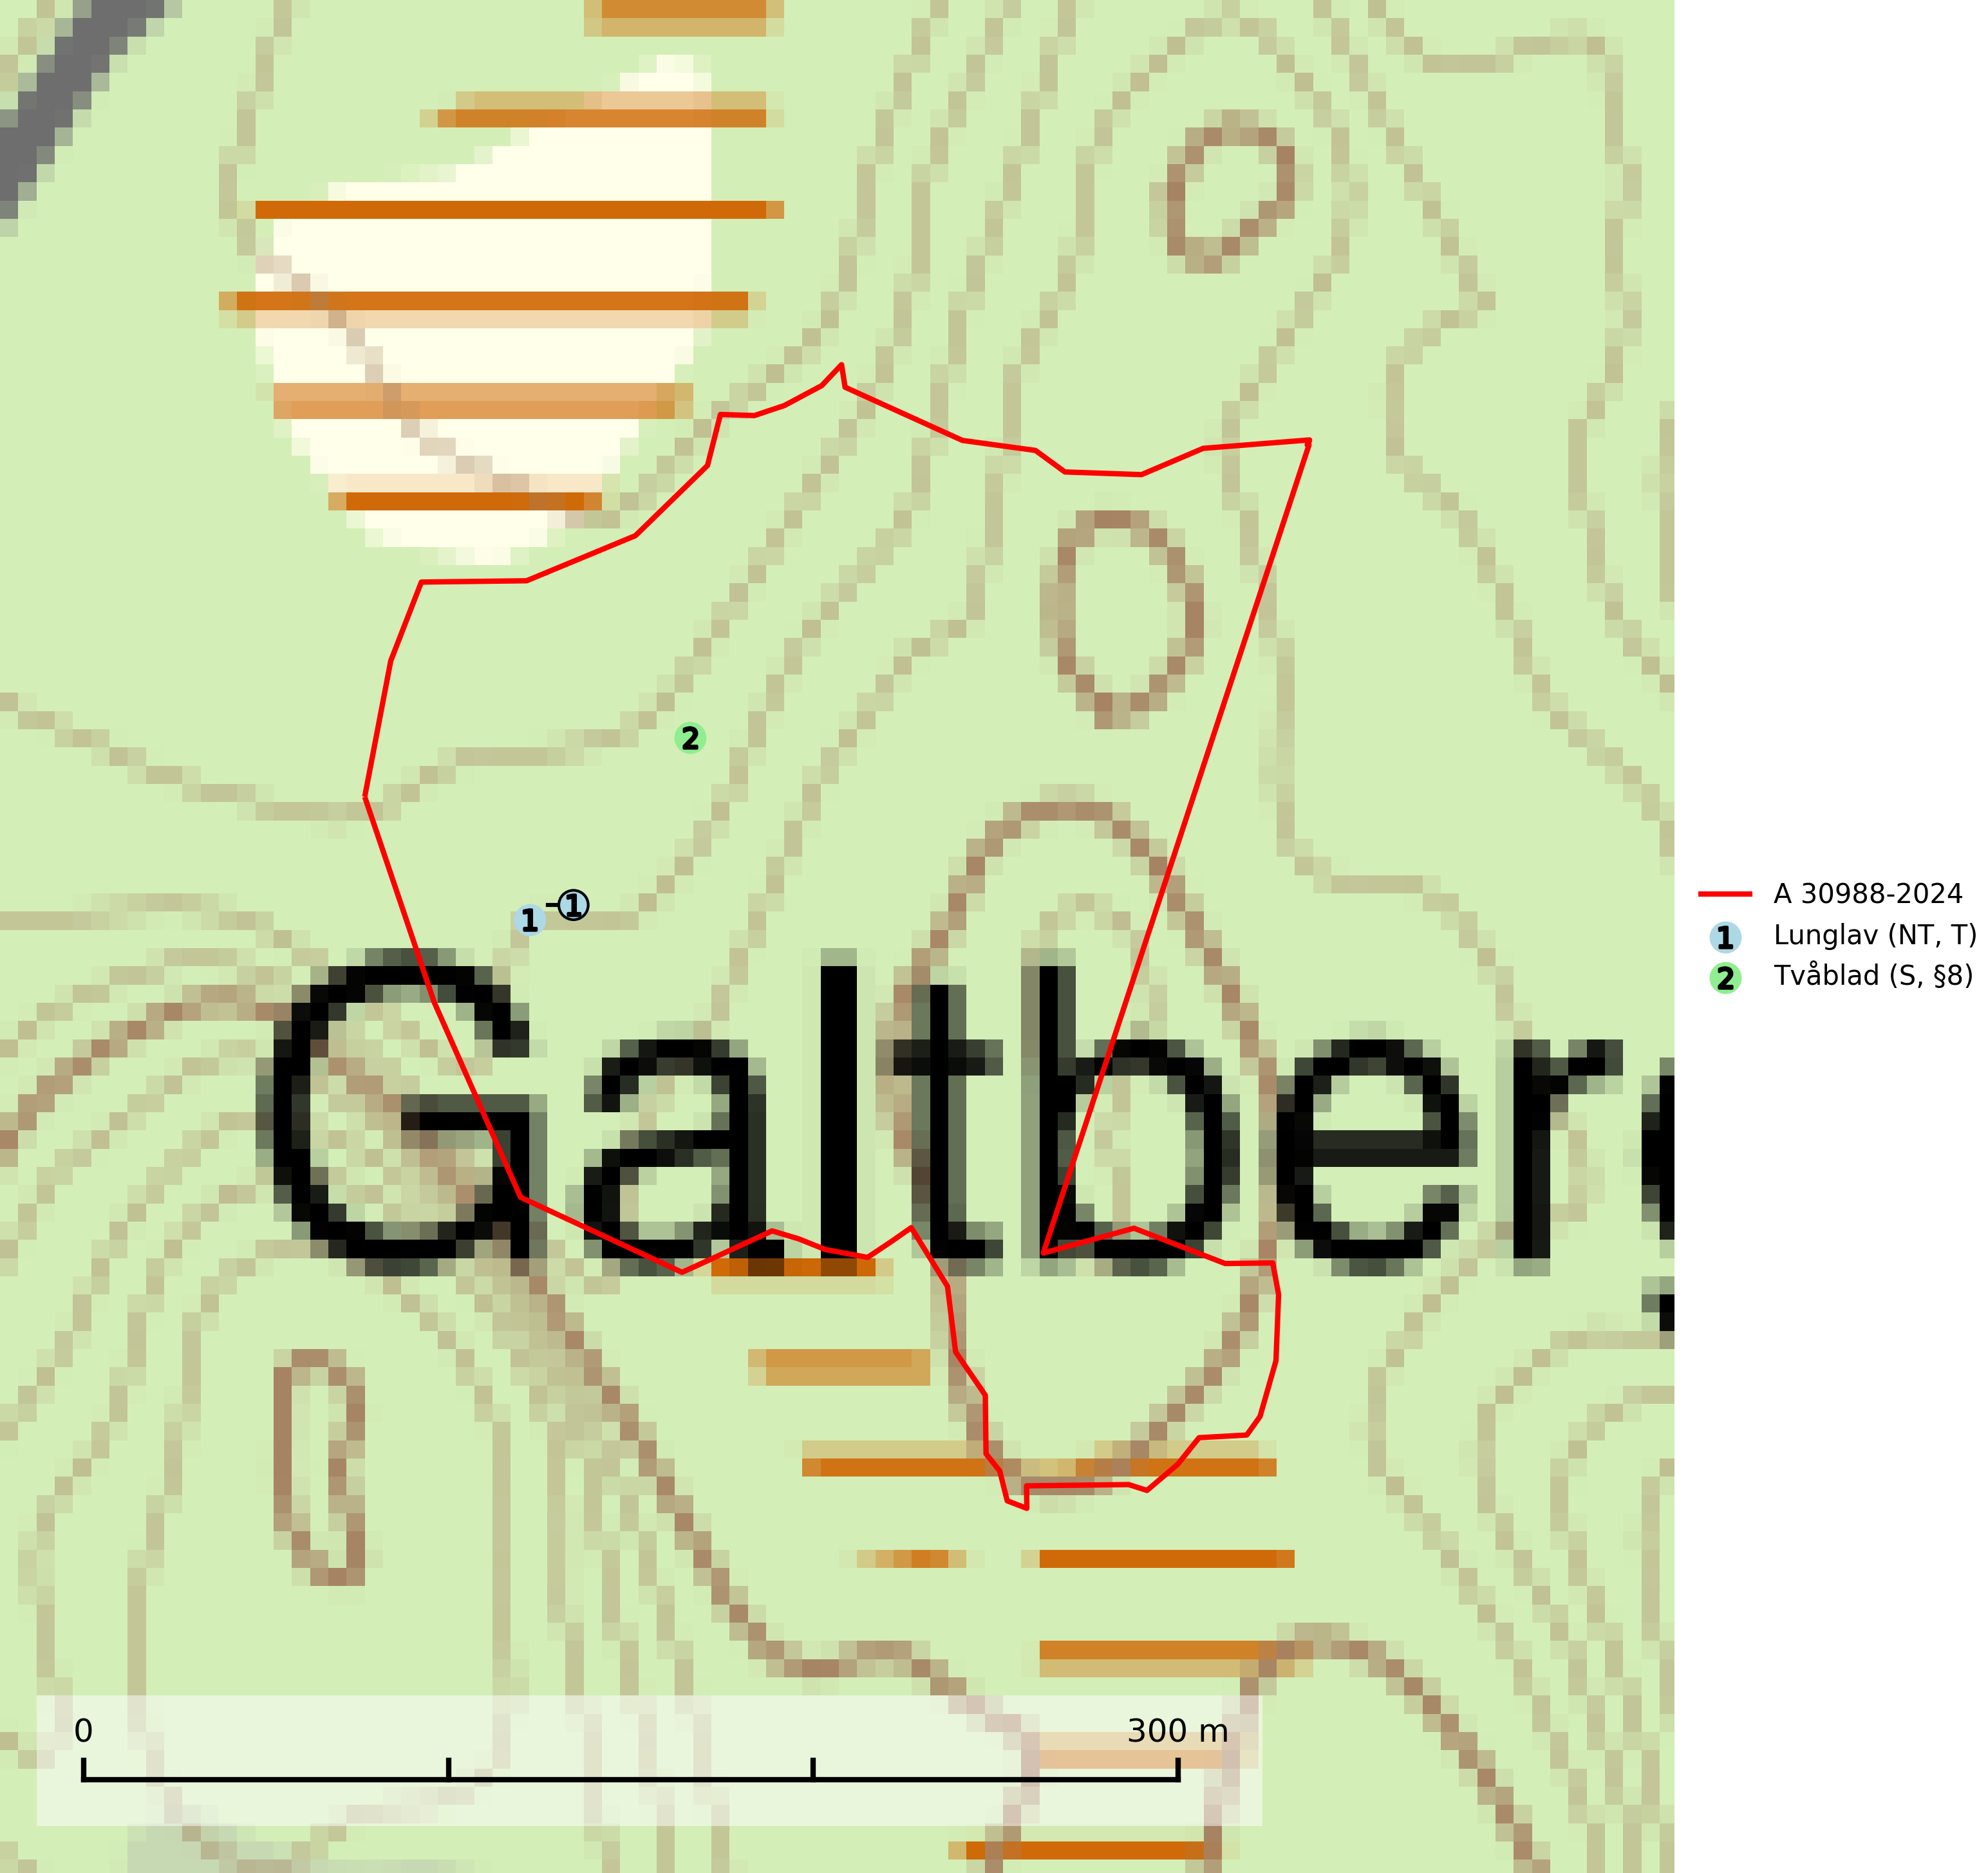 2
1 1
Galtber
A 30988-2024
1 Lunglav (NT, T)
2 Tvåblad (S, §8)
0 300 m